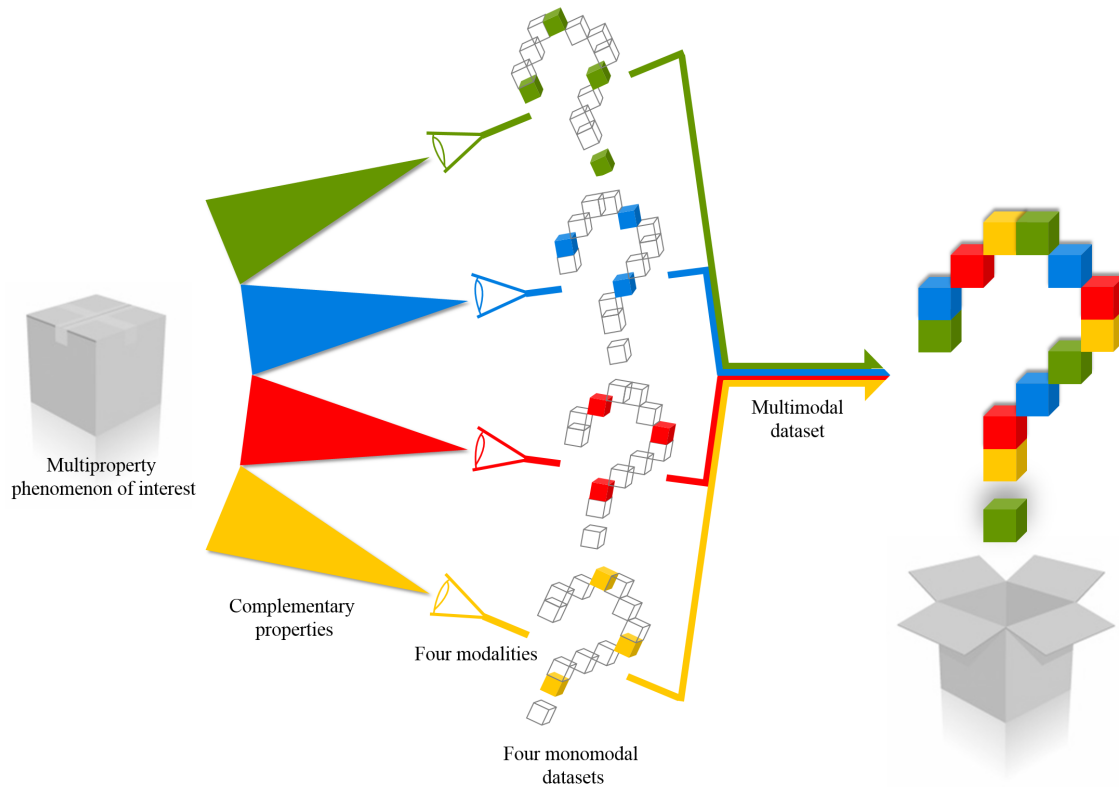 Multiproperty
phenomenon of interest
Complementary
properties
Four modalities
Four monomodal
datasets
Multimodal
dataset